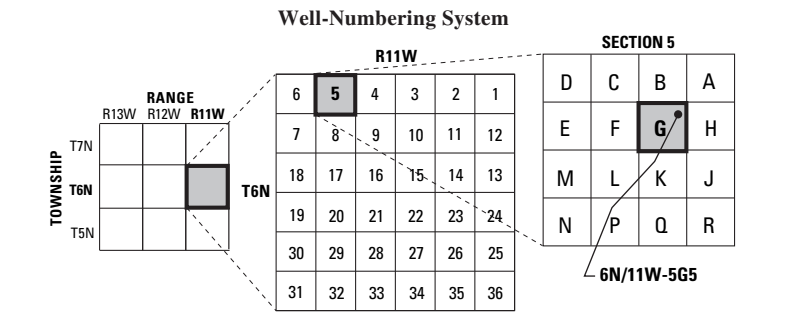 Well-Numbering System
RANGE
R13W R12W R11W
TOWNSHIP
T7N
T6N
T5N
R11W
T6N
6 5 4 3 2 1
7 8 9 10 11 12
18 17 16 15 14 13
19 20 21 22 23 24
30 29 28 27 26 25
31 32 33 34 35 36
SECTION 5
D C B A
E F G H
M L K J
N P Q R
6N/11W-5G5